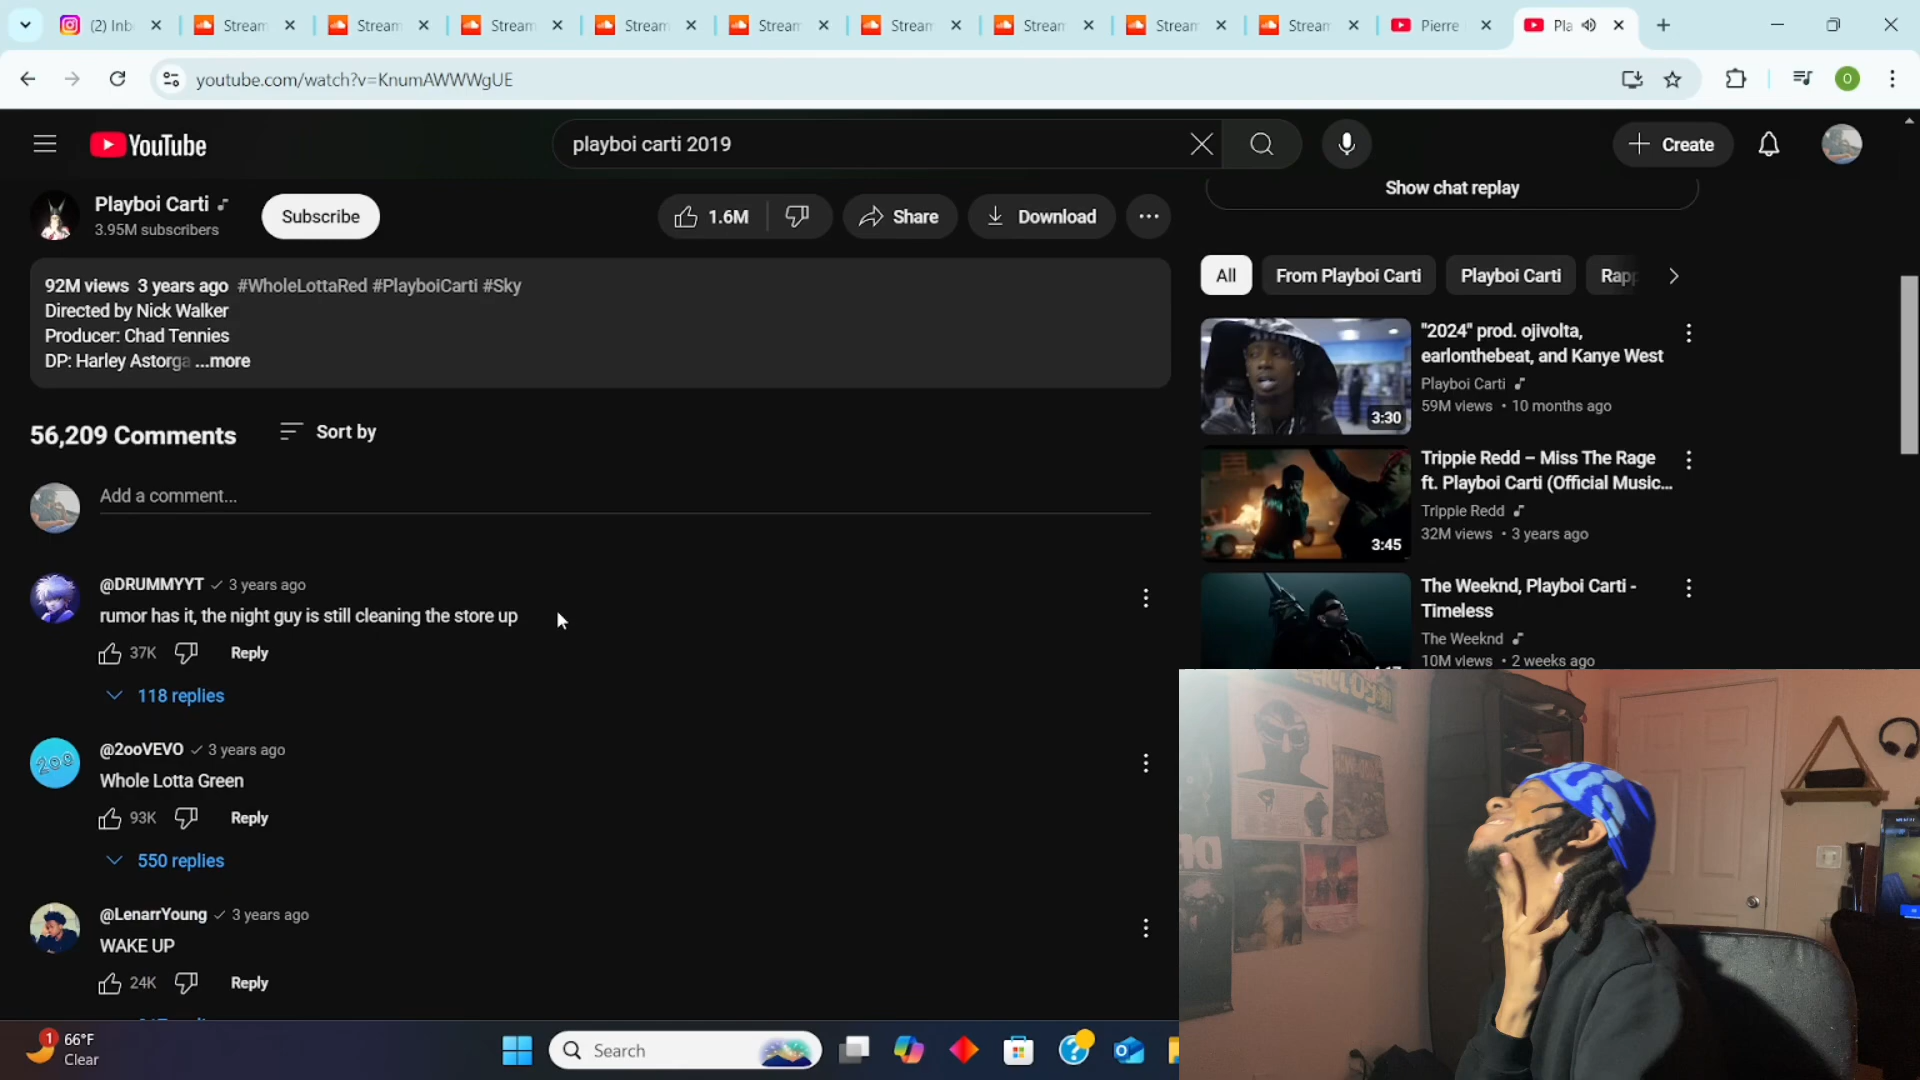 (2) Inb
Stream
Stream
Stream
Stream
Stream
Stream
Stream
Stream
Stream
Pierre
Pla
youtube.com/watch?v=KnumAWWWgUE
YouTube
playboi carti 2019
Create
Playboi Carti
3.95M subscribers
Subscribe
1.6M
Share
Download
Show chat replay
92M views 3 years ago #WholeLottaRed #PlayboiCarti #Sky
Directed by Nick Walker
Producer: Chad Tennies
DP: Harley Astorga ...more
All
From Playboi Carti
Playboi Carti
Rapp
"2024" prod. ojivolta,
earlonthebeat, and Kanye West
Playboi Carti
59M views • 10 months ago
3:30
Trippie Redd – Miss The Rage
ft. Playboi Carti (Official Music...
Trippie Redd
32M views • 3 years ago
3:45
The Weeknd, Playboi Carti -
Timeless
The Weeknd
10M views • 2 weeks ago
56,209 Comments
Sort by
Add a comment...
@DRUMMYYT 3 years ago
rumor has it, the night guy is still cleaning the store up
37K
Reply
118 replies
200
@2ooVEVO 3 years ago
Whole Lotta Green
93K
Reply
550 replies
@LenarrYoung 3 years ago
WAKE UP
24K
Reply
1
66°F
Clear
Search